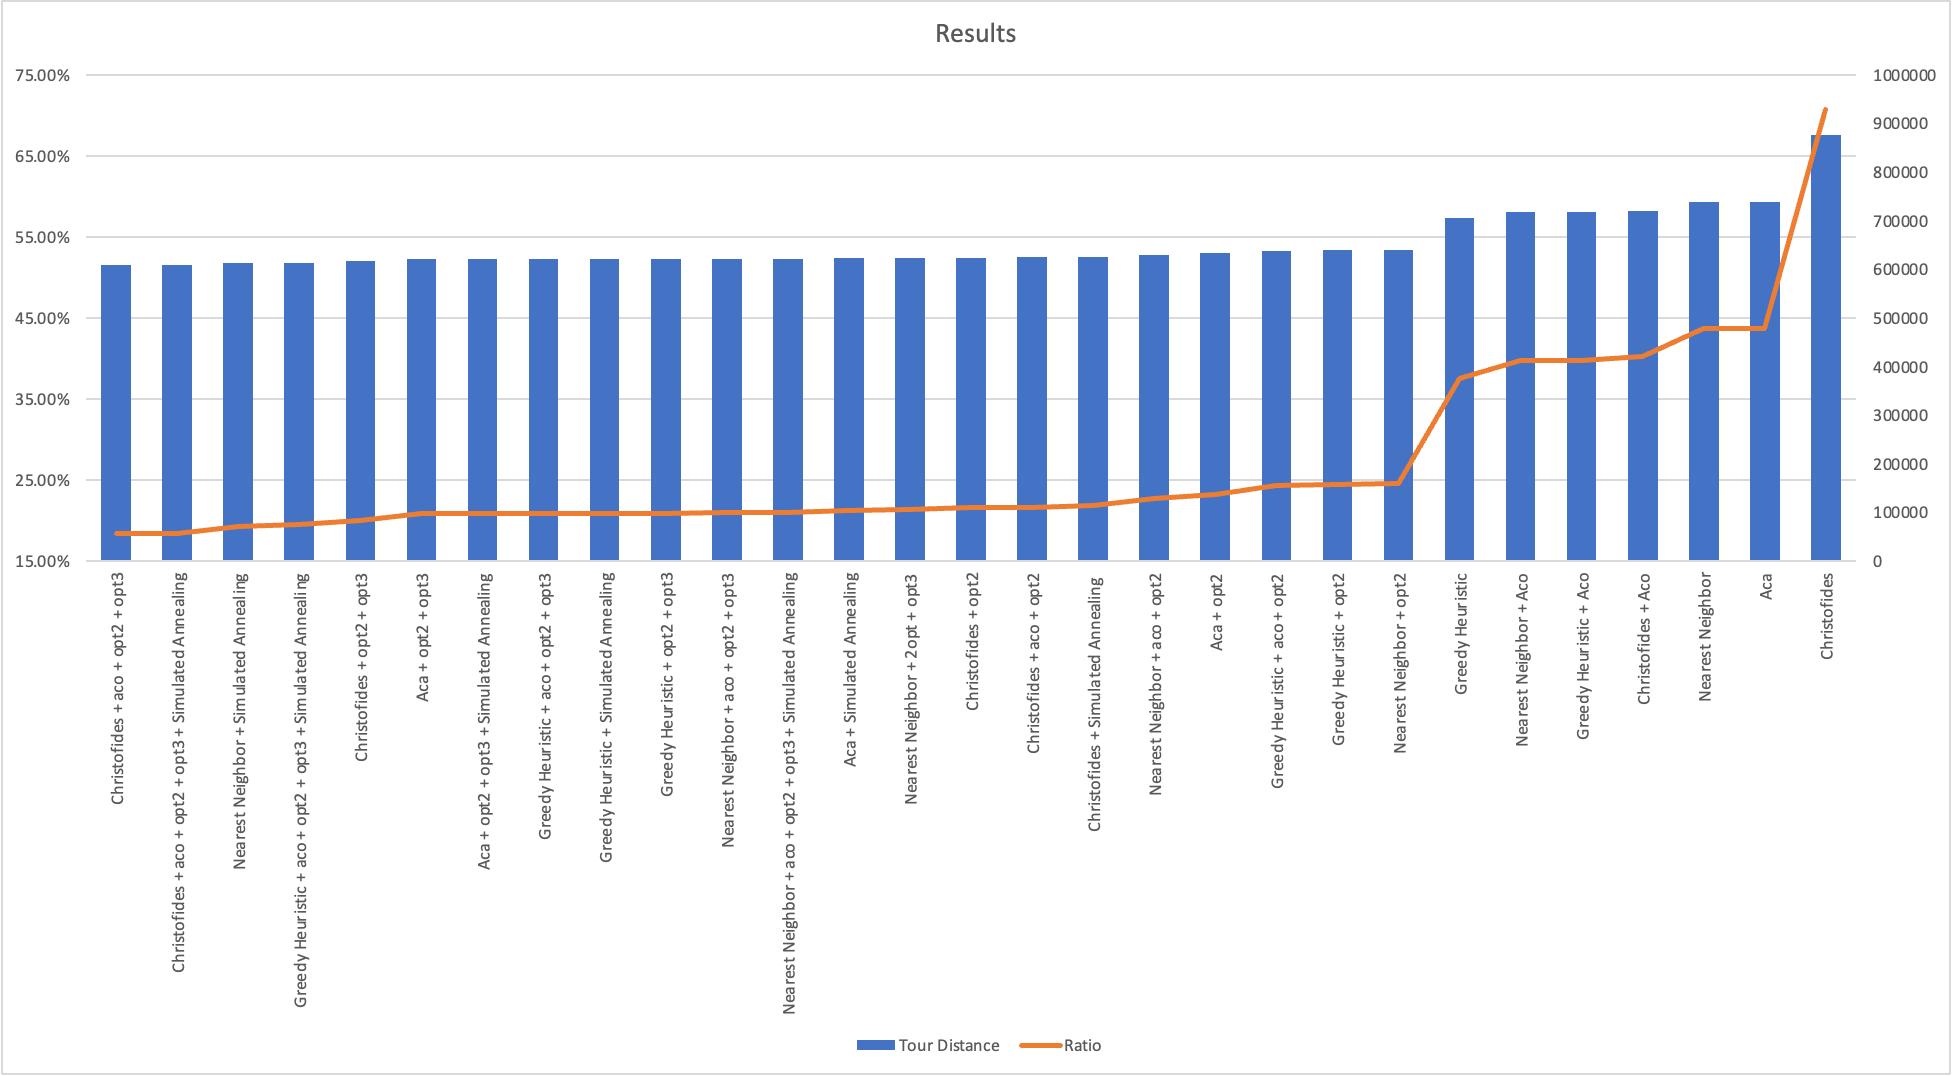 Results
75.00%
65.00%
55.00%
45.00%
35.00%
25.00%
15.00%
1000000
900000
800000
700000
600000
500000
400000
300000
200000
100000
0
Christofides + aco + opt2 + opt3
Christofides + aco + opt2 + opt3 + Simulated Annealing
Nearest Neighbor + Simulated Annealing
Greedy Heuristic + aco + opt2 + opt3 + Simulated Annealing
Christofides + opt2 + opt3
Aca + opt2 + opt3
Aca + opt2 + opt3 + Simulated Annealing
Greedy Heuristic + aco + opt2 + opt3
Greedy Heuristic + Simulated Annealing
Greedy Heuristic + opt2 + opt3
Nearest Neighbor + aco + opt2 + opt3
Nearest Neighbor + aco + opt2 + opt3 + Simulated Annealing
Aca + Simulated Annealing
Nearest Neighbor + 2opt + opt3
Christofides + opt2
Christofides + aco + opt2
Christofides + Simulated Annealing
Nearest Neighbor + aco + opt2
Aca + opt2
Greedy Heuristic + aco + opt2
Greedy Heuristic + opt2
Nearest Neighbor + opt2
Greedy Heuristic
Nearest Neighbor + Aco
Greedy Heuristic + Aco
Christofides + Aco
Nearest Neighbor
Aca
Christofides
Tour Distance
Ratio